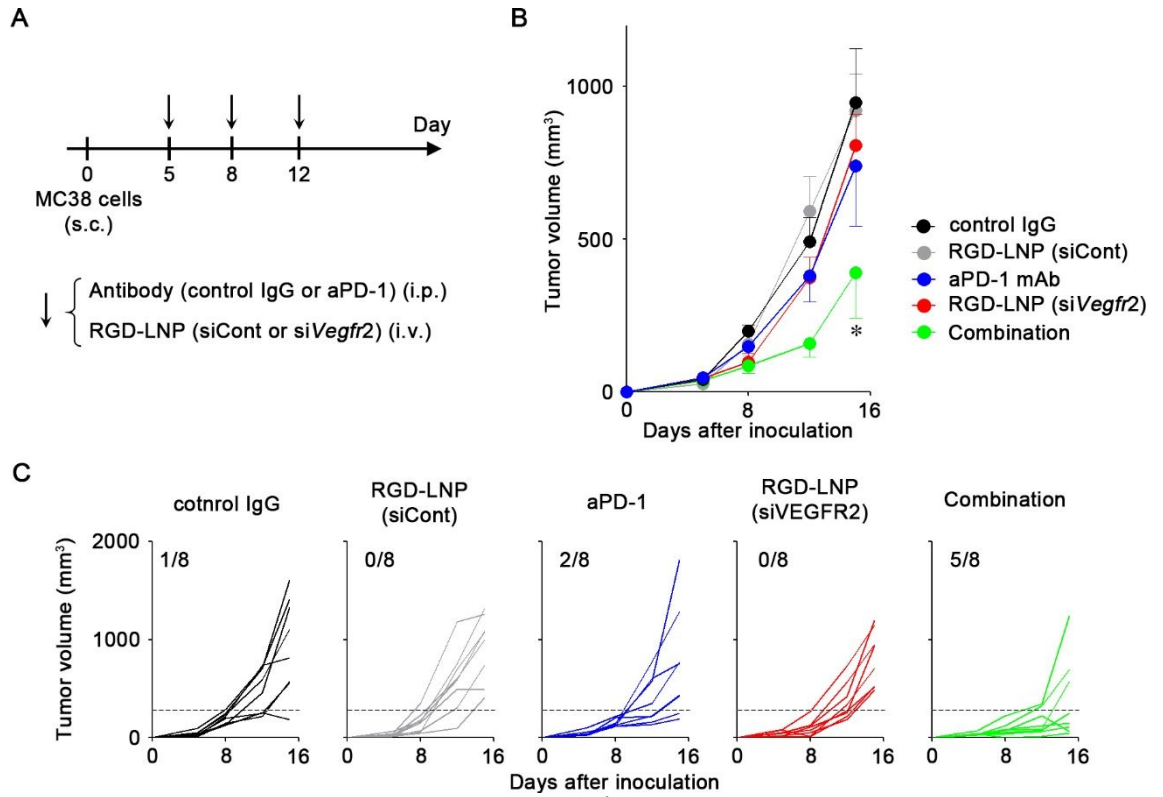 A
Day
0
5
8
12
MC38 cells
(s.c.)
Antibody (control IgG or aPD-1) (i.p.)
RGD-LNP (siCont or siVegfr2) (i.v.)
B
Tumor volume (mm³)
1000
500
0
0
8
16
Days after inoculation
*
control IgG
RGD-LNP (siCont)
aPD-1 mAb
RGD-LNP (siVegfr2)
Combination
C
cotnrol IgG
RGD-LNP
(siCont)
aPD-1
RGD-LNP
(siVEGFR2)
Combination
Tumor volume (mm³)
2000
1000
0
1/8
0/8
2/8
0/8
5/8
0
8
16
0
8
16
0
8
16
0
8
16
0
8
16
Days after inoculation